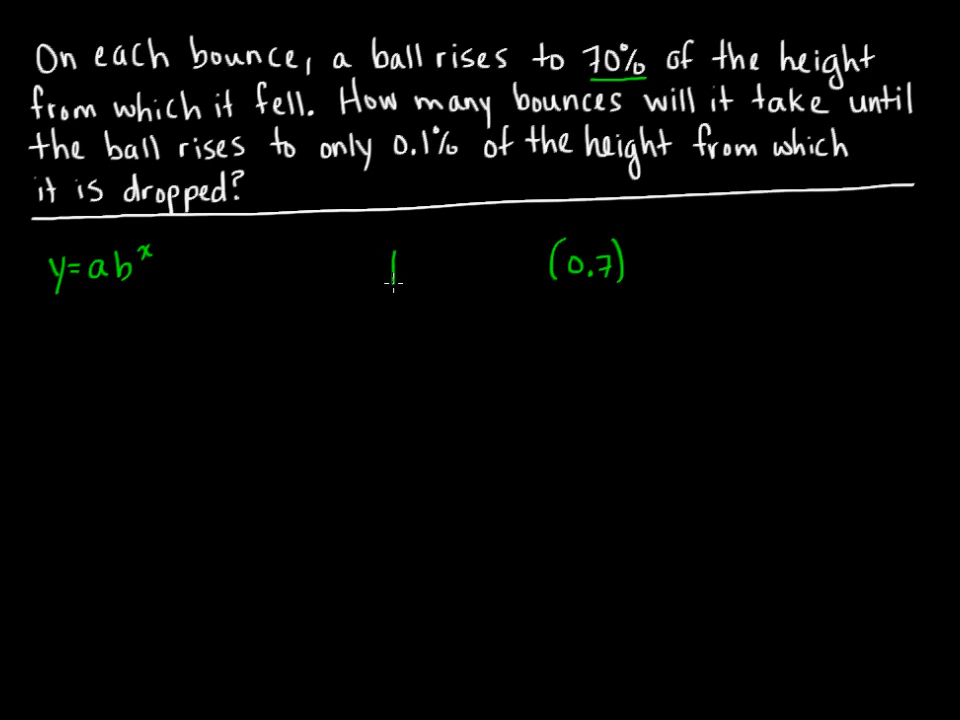 On each bounce, a ball rises to 70% of the height
from which it fell. How many bounces will it take until
the ball rises to only 0.1% of the height from which
it is dropped?
y=ab^x 1 (0.7)